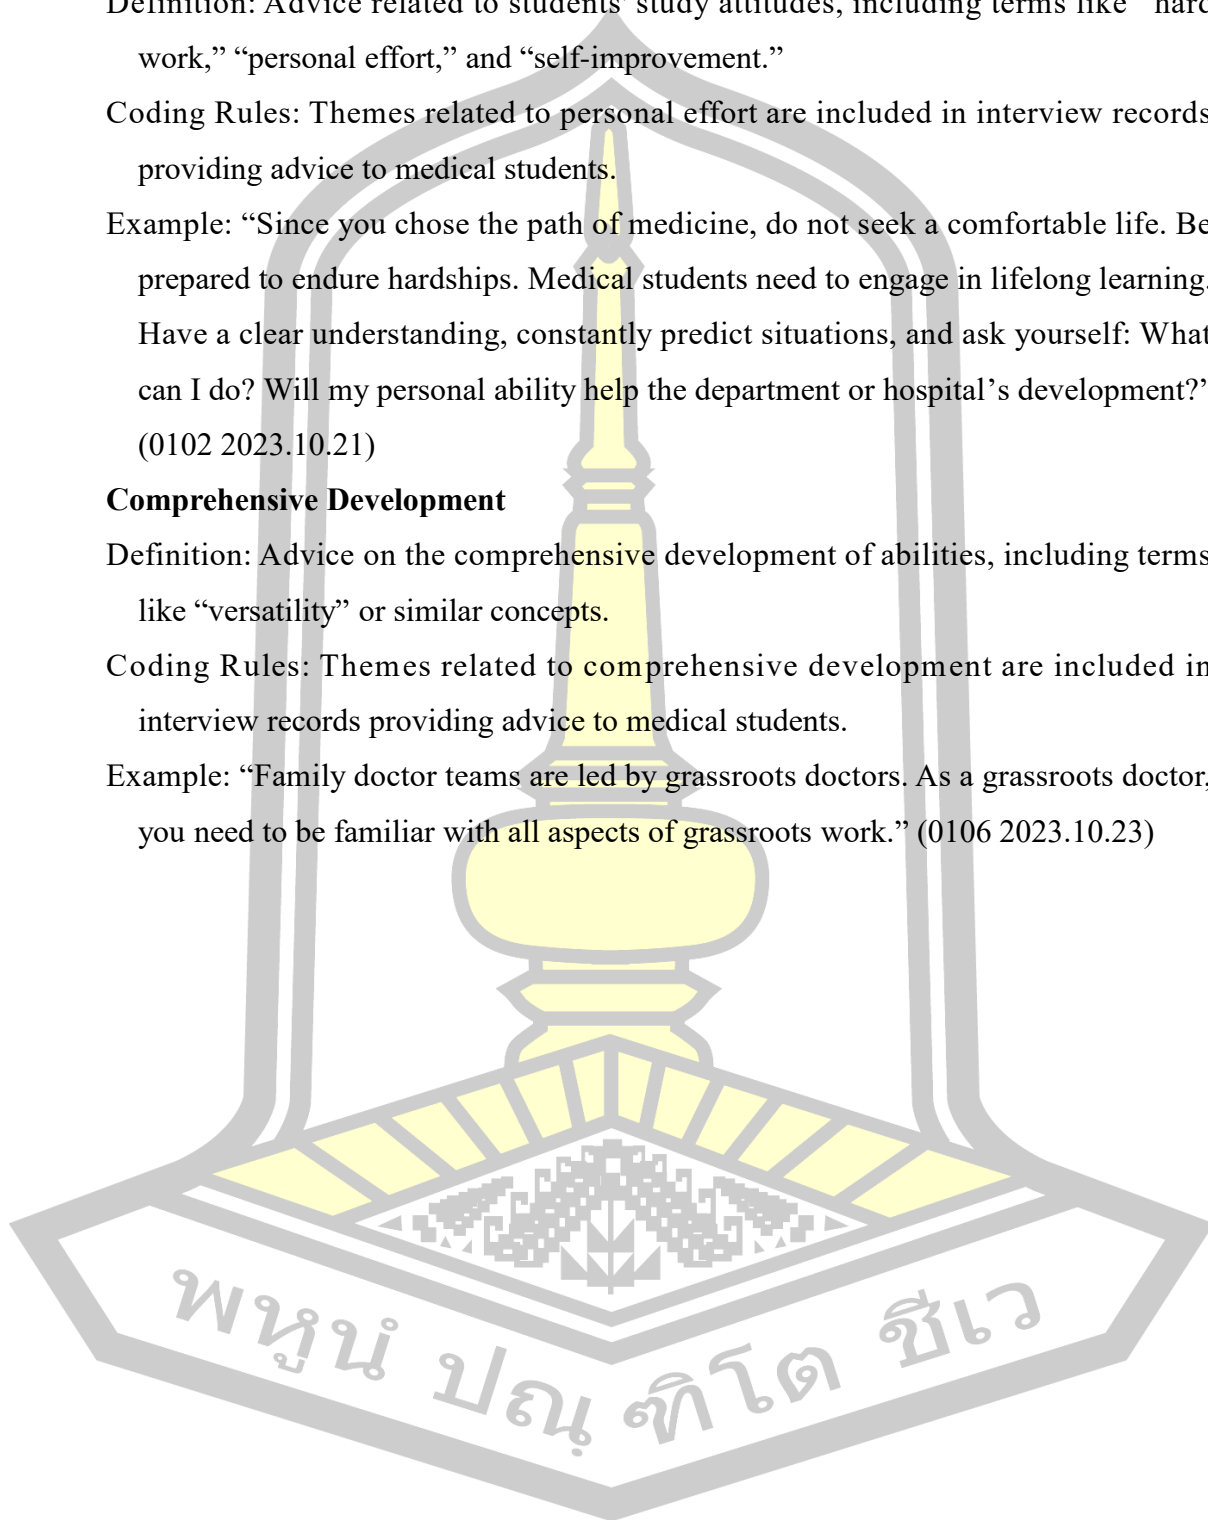 Definition: Advice related to students' study attitudes, including terms like “hard
work,” “personal effort,” and “self-improvement.”
Coding Rules: Themes related to personal effort are included in interview records
providing advice to medical students.
Example: “Since you chose the path of medicine, do not seek a comfortable life. Be
prepared to endure hardships. Medical students need to engage in lifelong learning.
Have a clear understanding, constantly predict situations, and ask yourself: What
can I do? Will my personal ability help the department or hospital’s development?”
(0102 2023.10.21)
Comprehensive Development
Definition: Advice on the comprehensive development of abilities, including terms
like “versatility” or similar concepts.
Coding Rules: Themes related to comprehensive development are included in
interview records providing advice to medical students.
Example: “Family doctor teams are led by grassroots doctors. As a grassroots doctor,
you need to be familiar with all aspects of grassroots work.” (0106 2023.10.23)
พหูนํ ปณฺฑิโต ชีเว